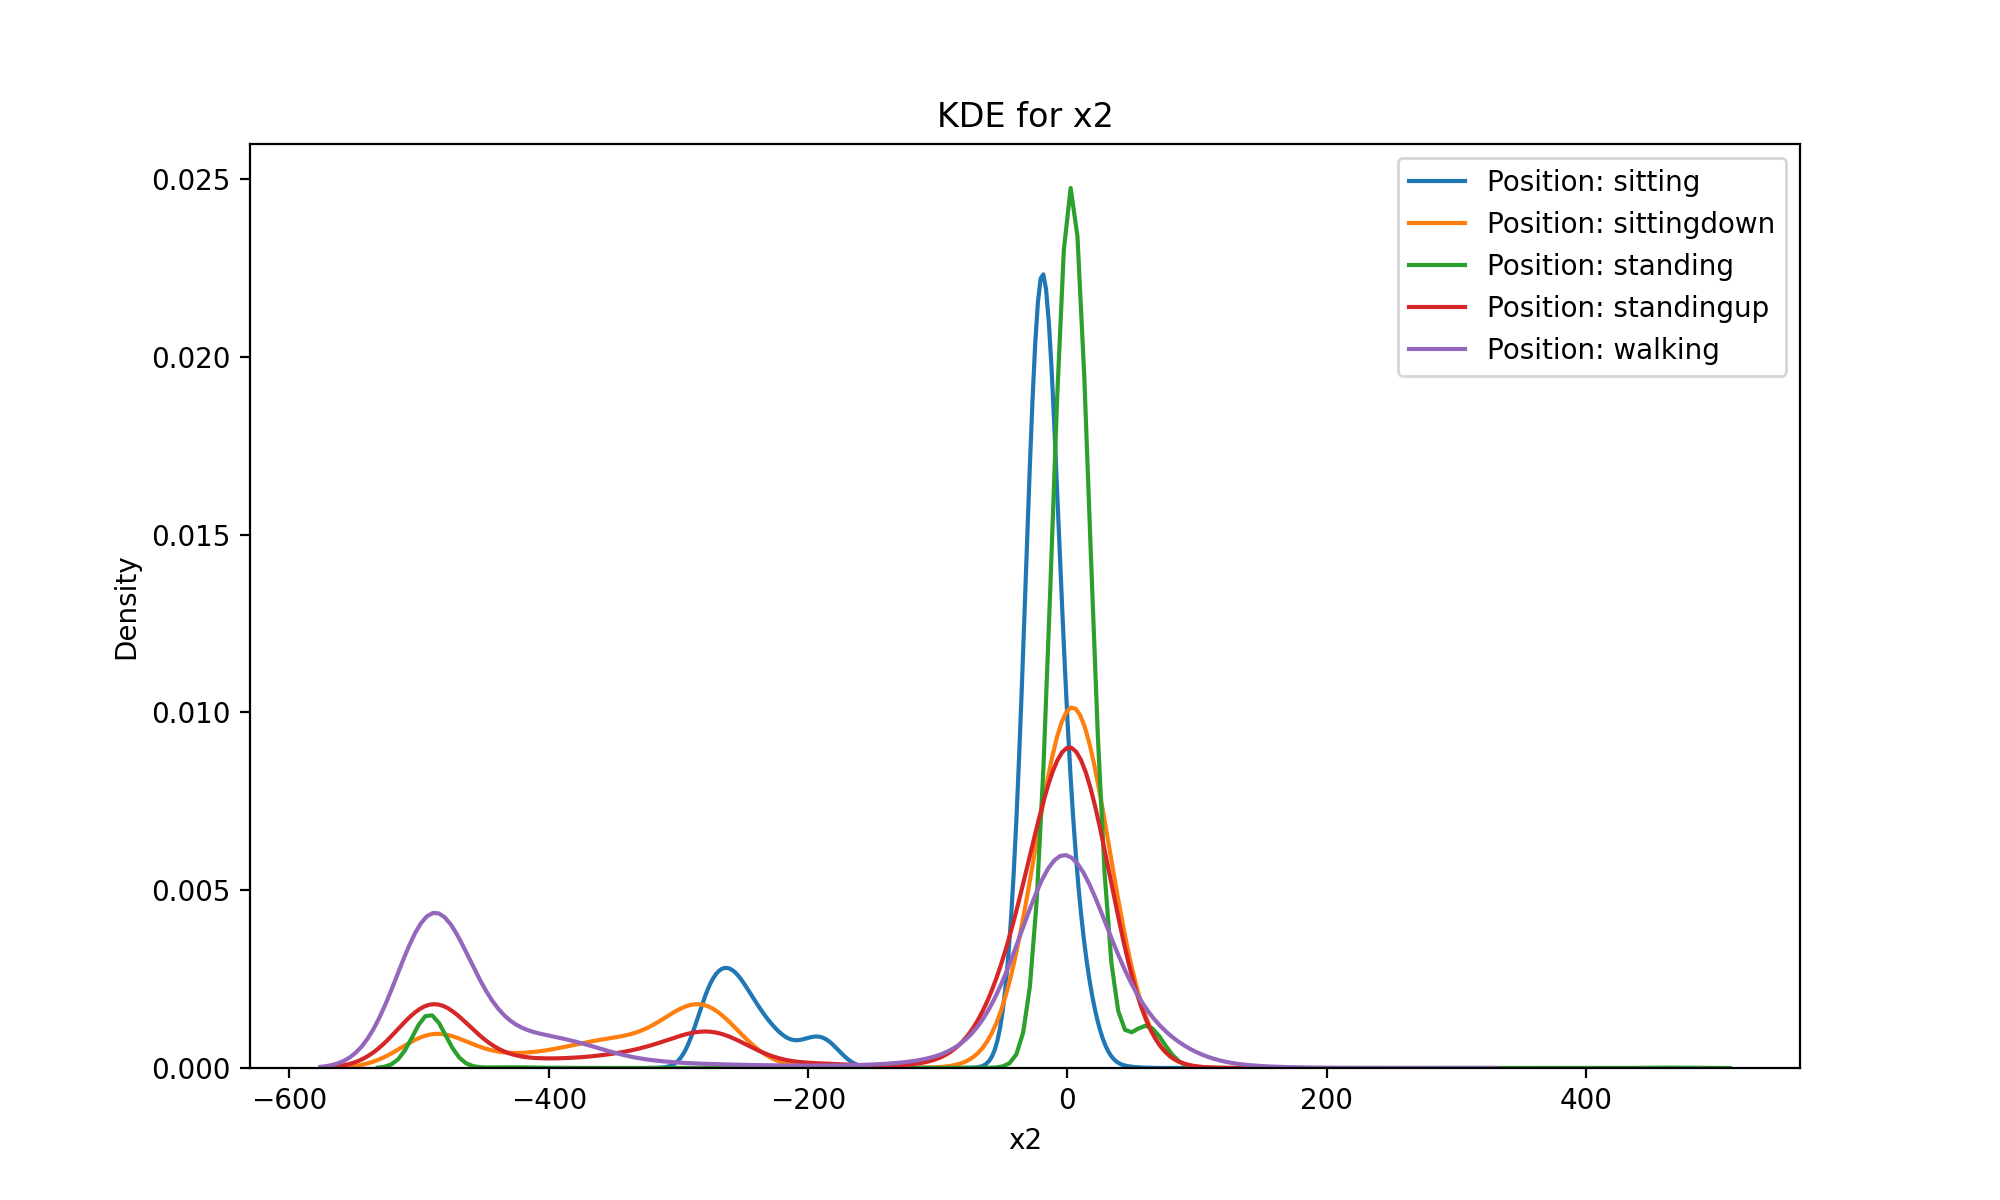 KDE for x2
0.025
0.020
0.015
0.010
0.005
0.000
Density
−600
−400
−200
0
200
400
x2
Position: sitting
Position: sittingdown
Position: standing
Position: standingup
Position: walking